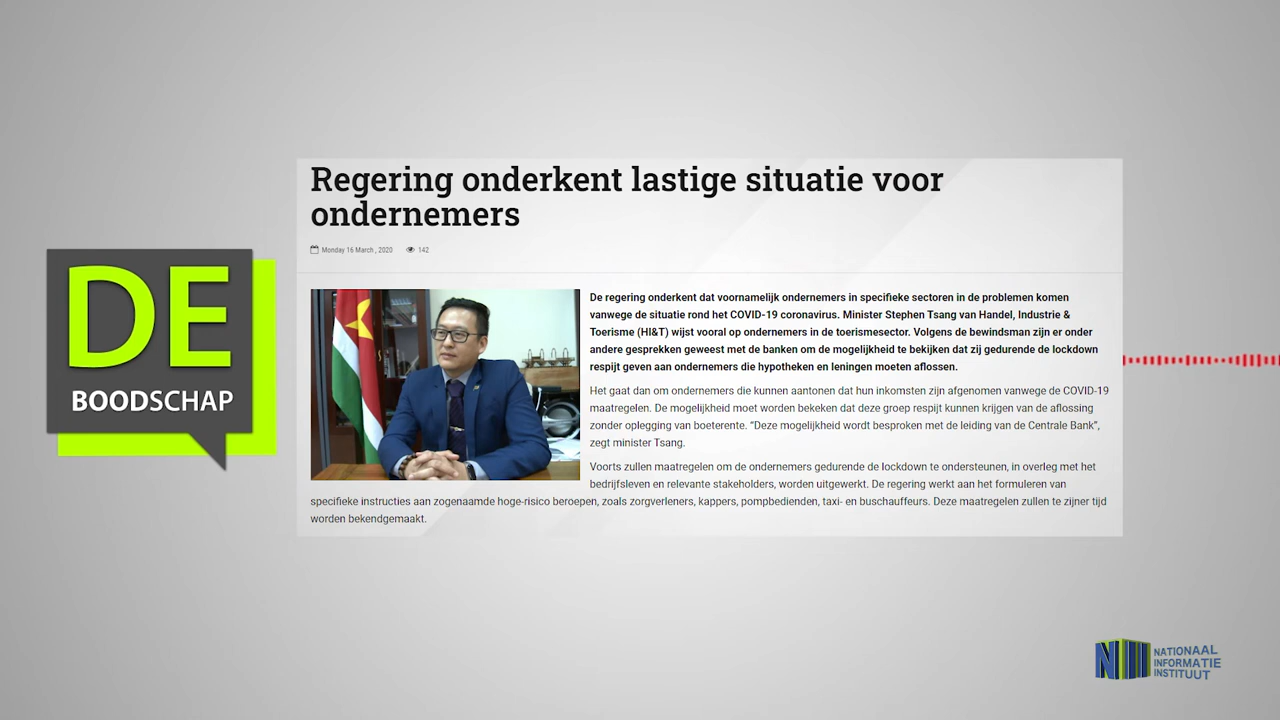 Regering onderkent lastige situatie voor
ondernemers
Monday 16 March , 2020 142
DE
BOODSCHAP
De regering onderkent dat voornamelijk ondernemers in specifieke sectoren in de problemen komen
vanwege de situatie rond het COVID-19 coronavirus. Minister Stephen Tsang van Handel, Industrie &
Toerisme (HI&T) wijst vooral op ondernemers in de toerismesector. Volgens de bewindsman zijn er onder
andere gesprekken geweest met de banken om de mogelijkheid te bekijken dat zij gedurende de lockdown
respijt geven aan ondernemers die hypotheken en leningen moeten aflossen.
Het gaat dan om ondernemers die kunnen aantonen dat hun inkomsten zijn afgenomen vanwege de COVID-19
maatregelen. De mogelijkheid moet worden bekeken dat deze groep respijt kunnen krijgen van de aflossing
zonder oplegging van boeterente. “Deze mogelijkheid wordt besproken met de leiding van de Centrale Bank”,
zegt minister Tsang.
Voorts zullen maatregelen om de ondernemers gedurende de lockdown te ondersteunen, in overleg met het
bedrijfsleven en relevante stakeholders, worden uitgewerkt. De regering werkt aan het formuleren van
specifieke instructies aan zogenaamde hoge-risico beroepen, zoals zorgverleners, kappers, pompbedienden, taxi- en buschauffeurs. Deze maatregelen zullen te zijner tijd
worden bekendgemaakt.
NII
NATIONAAL
INFORMATIE
INSTITUUT